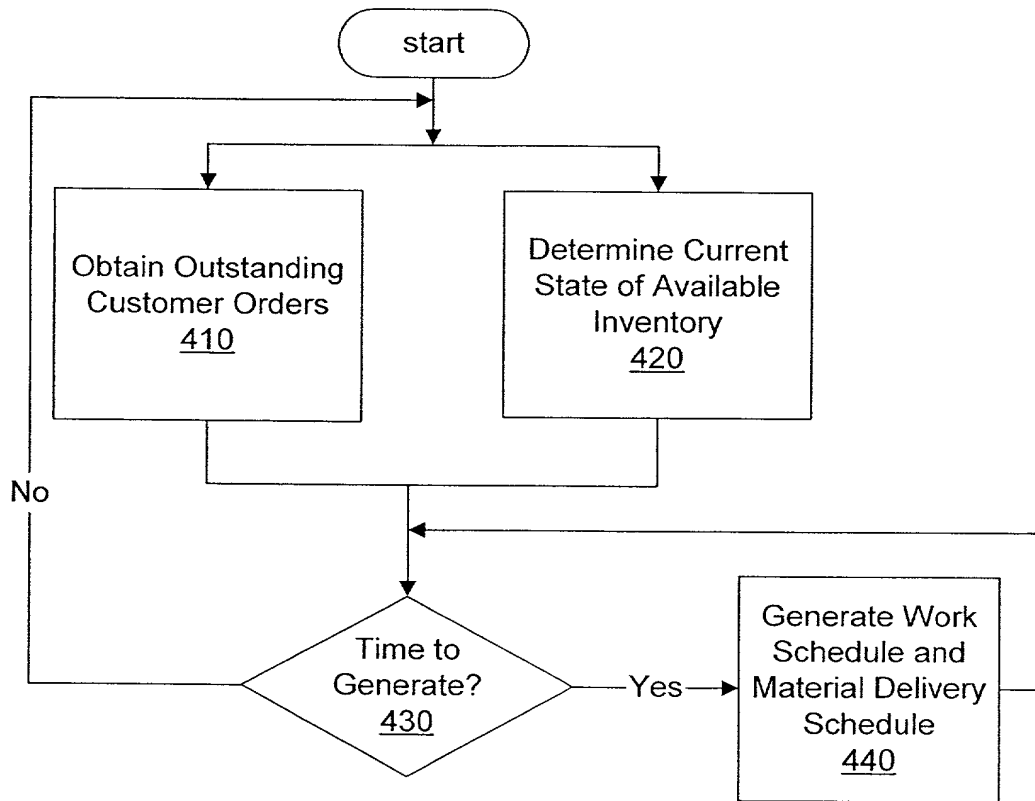 start
Obtain Outstanding
Customer Orders
410
Determine Current
State of Available
Inventory
420
No
Time to
Generate?
430
Yes
Generate Work
Schedule and
Material Delivery
Schedule
440